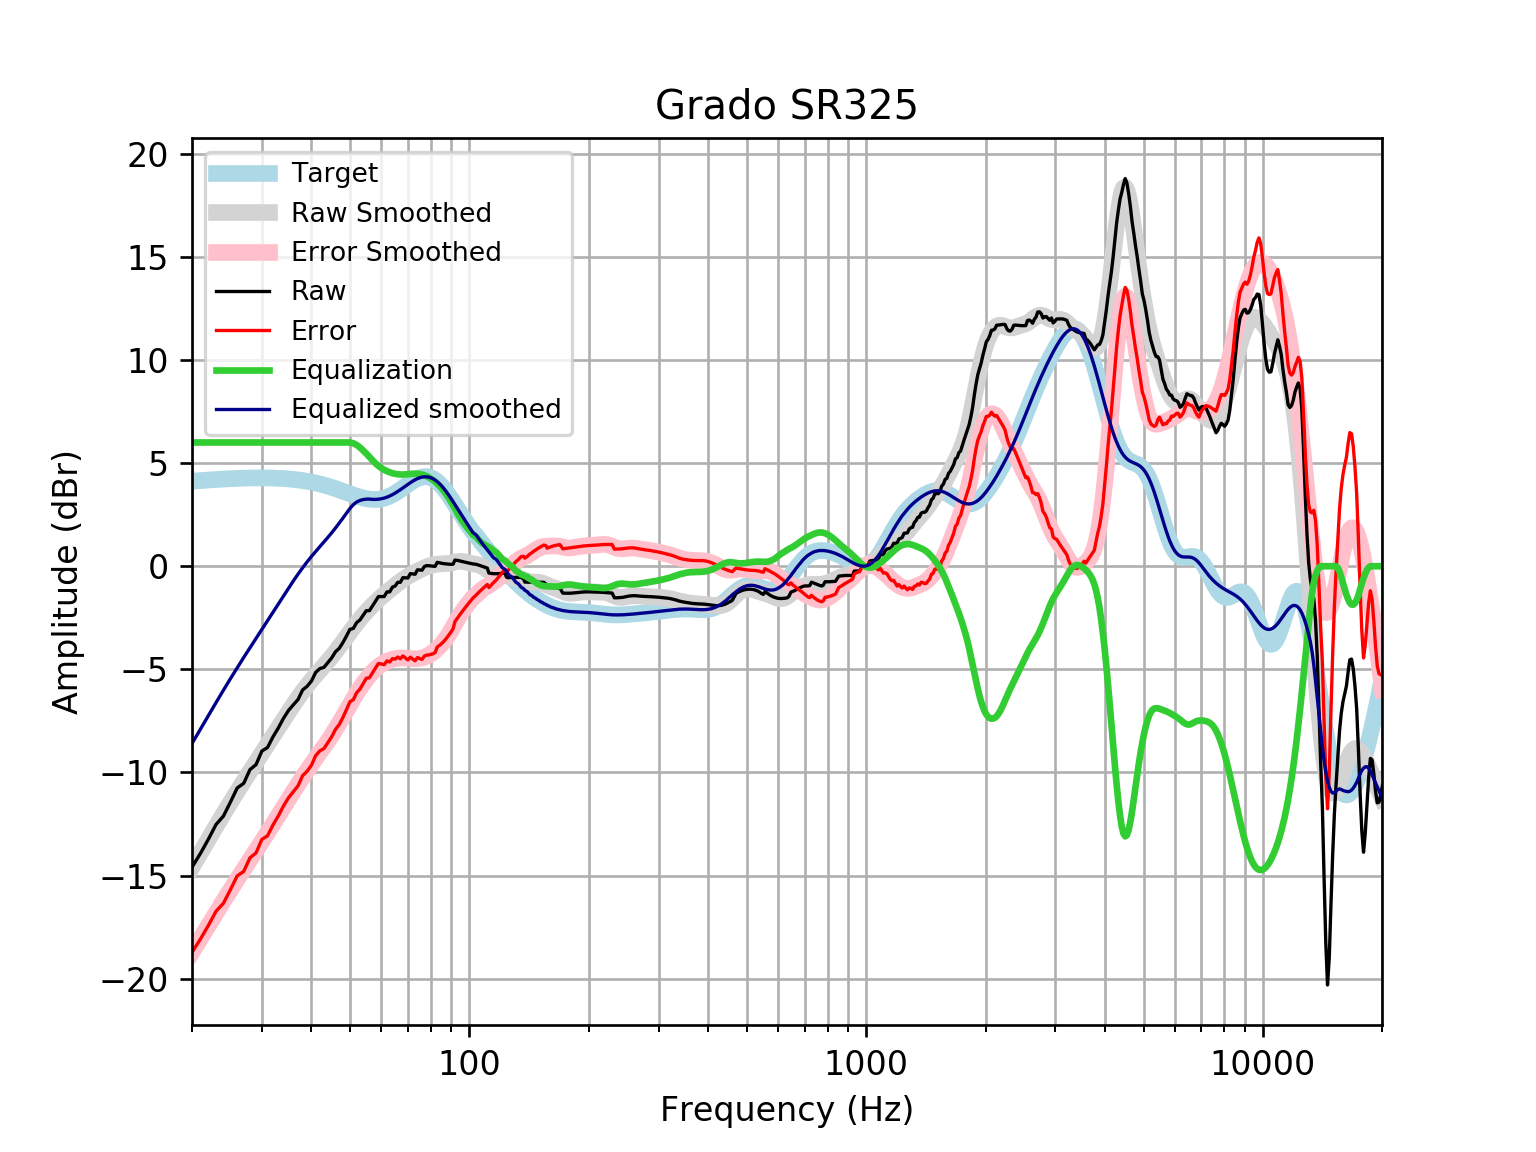 Grado SR325
20
15
10
5
0
−5
−10
−15
−20
Amplitude (dBr)
Target
Raw Smoothed
Error Smoothed
Raw
Error
Equalization
Equalized smoothed
100 1000 10000
Frequency (Hz)